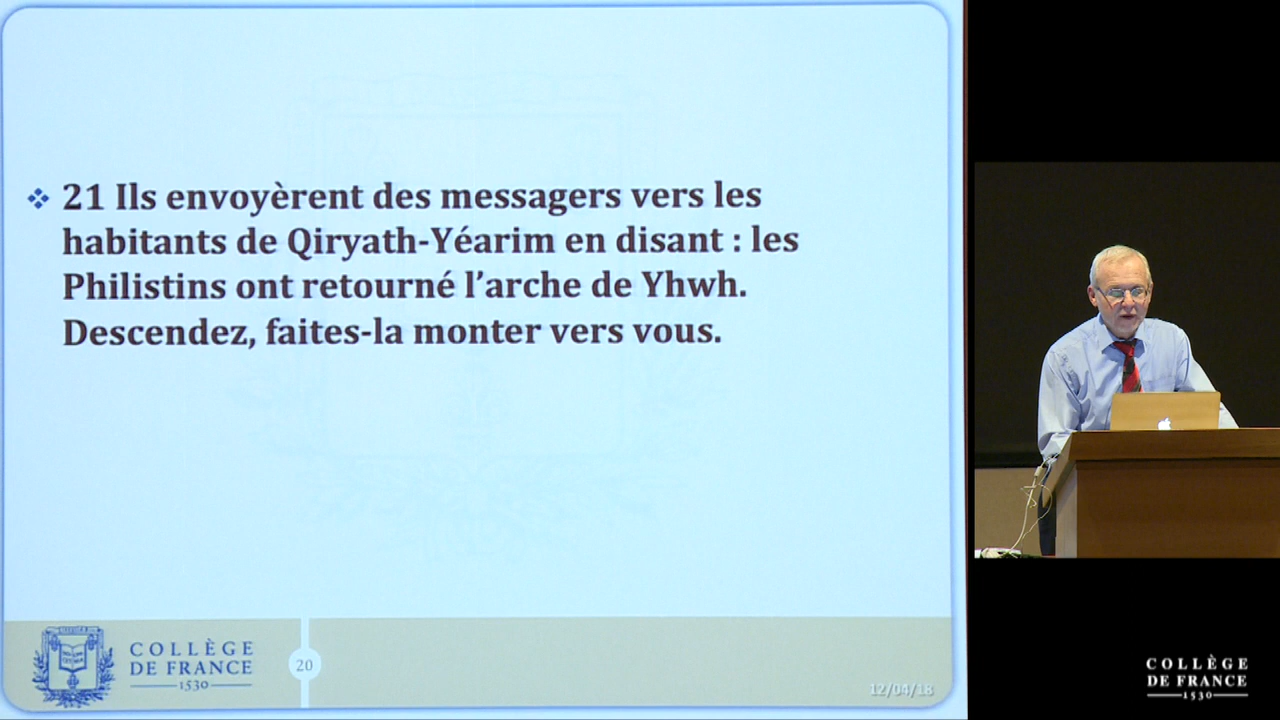 21 Ils envoyèrent des messagers vers les
habitants de Qiryath-Yéarim en disant : les
Philistins ont retourné l’arche de Yhwh.
Descendez, faites-la monter vers vous.
COLLÈGE
DE FRANCE
1530
20
12/04/18
COLLÈGE
DE FRANCE
1530